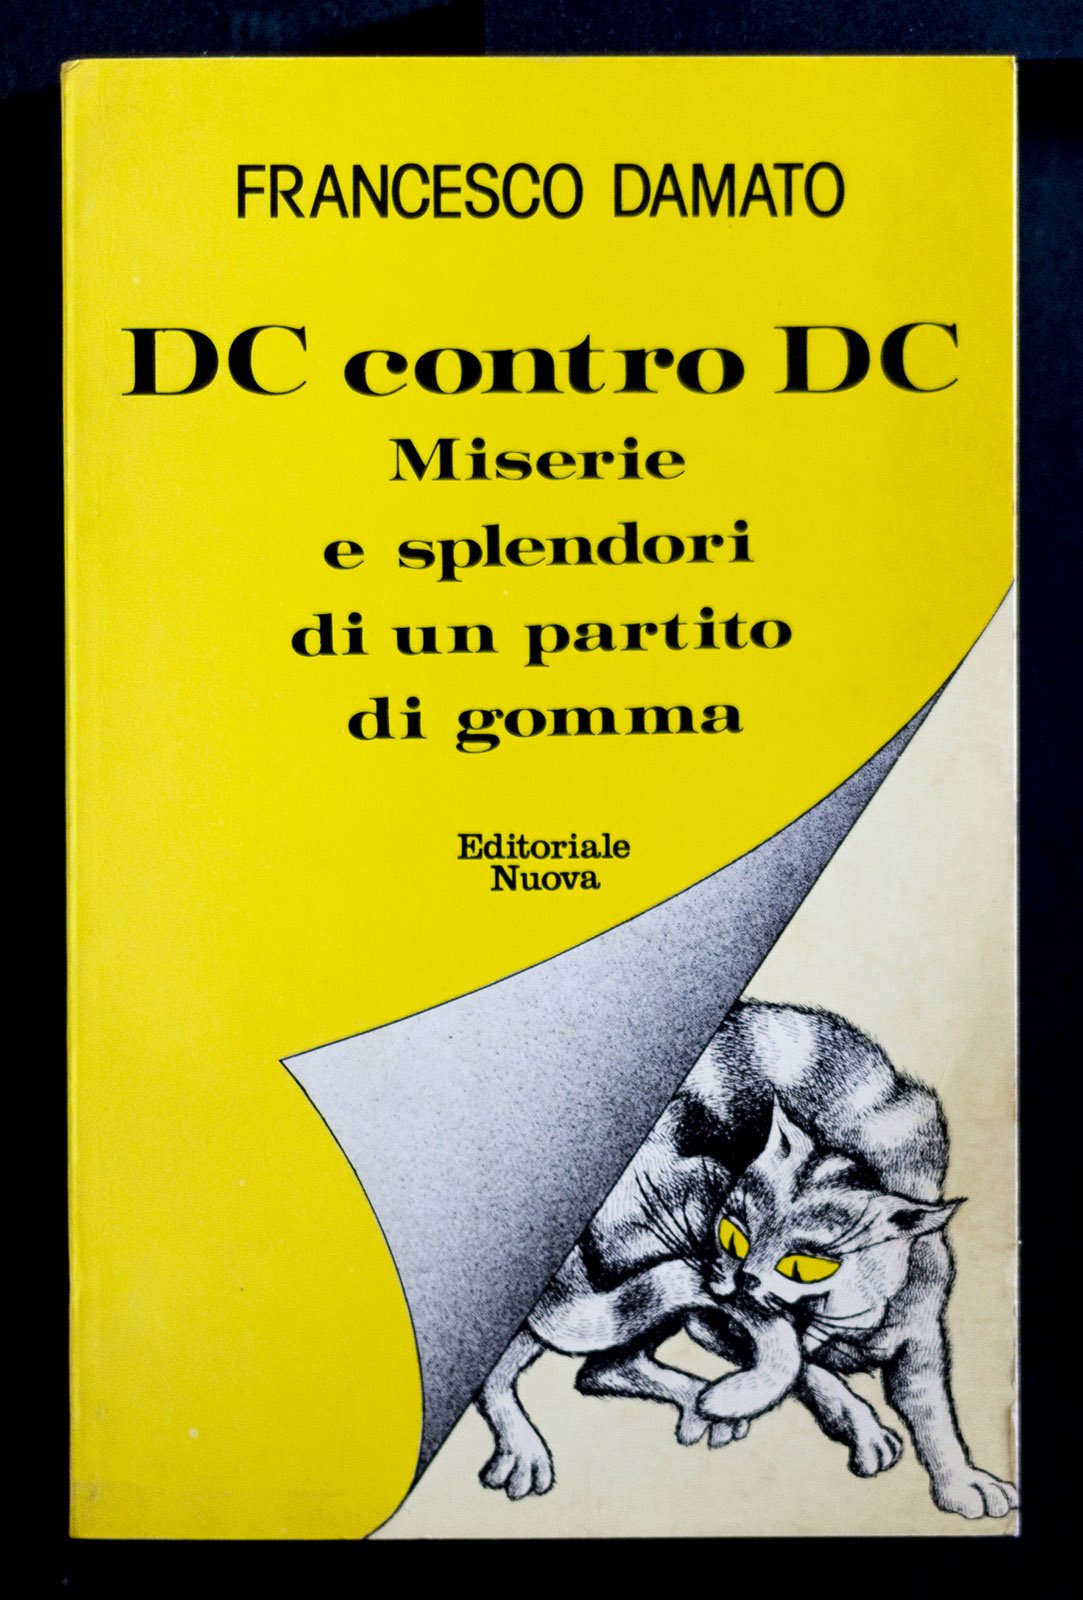 FRANCESCO DAMATO
DC contro DC
Miserie
e splendori
di un partito
di gomma
Editoriale
Nuova